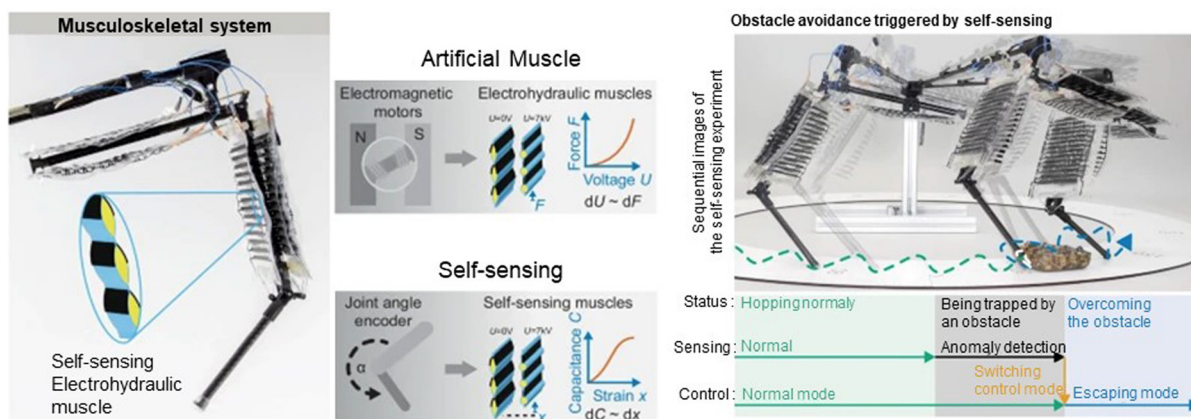 Musculoskeletal system
Self-sensing
Electrohydraulic
muscle
Artificial Muscle
Electromagnetic
motors
N
S
Electrohydraulic muscles
U=0V
U=7kV
F
Force F
Voltage U
dU ~ dF
Self-sensing
Joint angle
encoder
α
Self-sensing muscles
U=0V
U=7kV
x
Capacitance C
Strain x
dC ~ dx
Obstacle avoidance triggered by self-sensing
Sequential images of
the self-sensing experiment
Status : Hopping normaly Being trapped by Overcoming
an obstacle the obstacle
Sensing : Normal Anomaly detection
Switching
control mode
Control : Normal mode Escaping mode